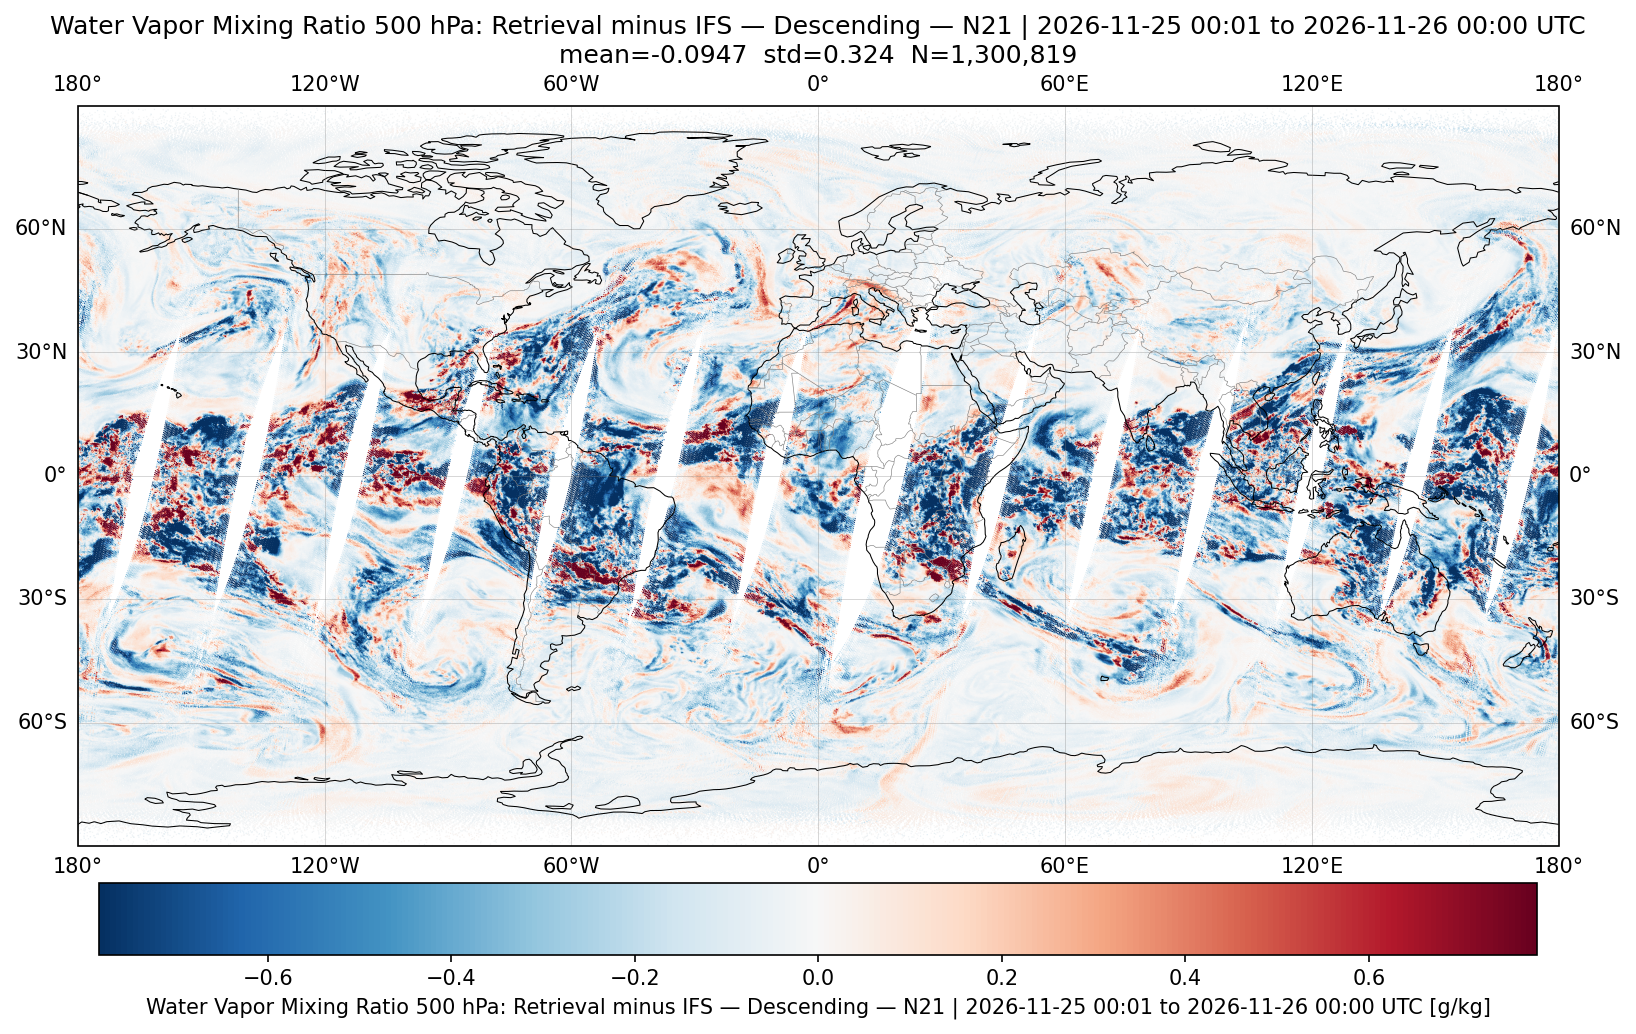 Water Vapor Mixing Ratio 500 hPa: Retrieval minus IFS — Descending — N21 | 2026-11-25 00:01 to 2026-11-26 00:00 UTC
mean=-0.0947 std=0.324 N=1,300,819
180° 120°W 60°W 0° 60°E 120°E 180°
60°N 60°N
30°N 30°N
0° 0°
30°S 30°S
60°S 60°S
180° 120°W 60°W 0° 60°E 120°E 180°
−0.6 −0.4 −0.2 0.0 0.2 0.4 0.6
Water Vapor Mixing Ratio 500 hPa: Retrieval minus IFS — Descending — N21 | 2026-11-25 00:01 to 2026-11-26 00:00 UTC [g/kg]